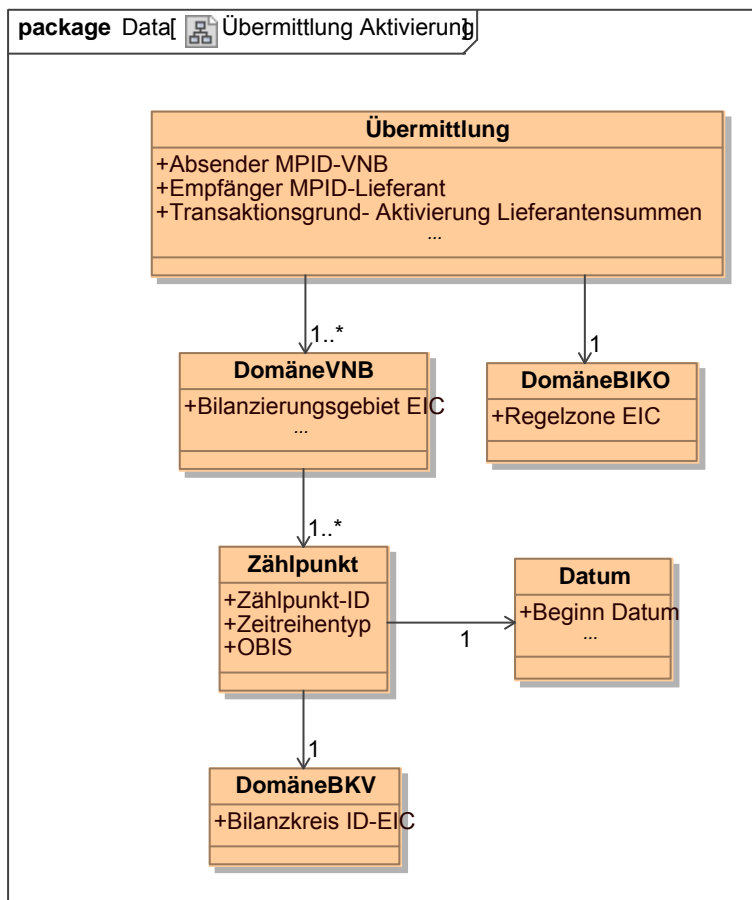 package Data[ Übermittlung Aktivierung]
Übermittlung
+Absender MPID-VNB
+Empfänger MPID-Lieferant
+Transaktionsgrund- Aktivierung Lieferantensummen
...
1..*
1
DomäneVNB
+Bilanzierungsgebiet EIC
...
DomäneBIKO
+Regelzone EIC
1..*
Zählpunkt
+Zählpunkt-ID
+Zeitreihentyp
+OBIS
1
Datum
+Beginn Datum
...
1
DomäneBKV
+Bilanzkreis ID-EIC